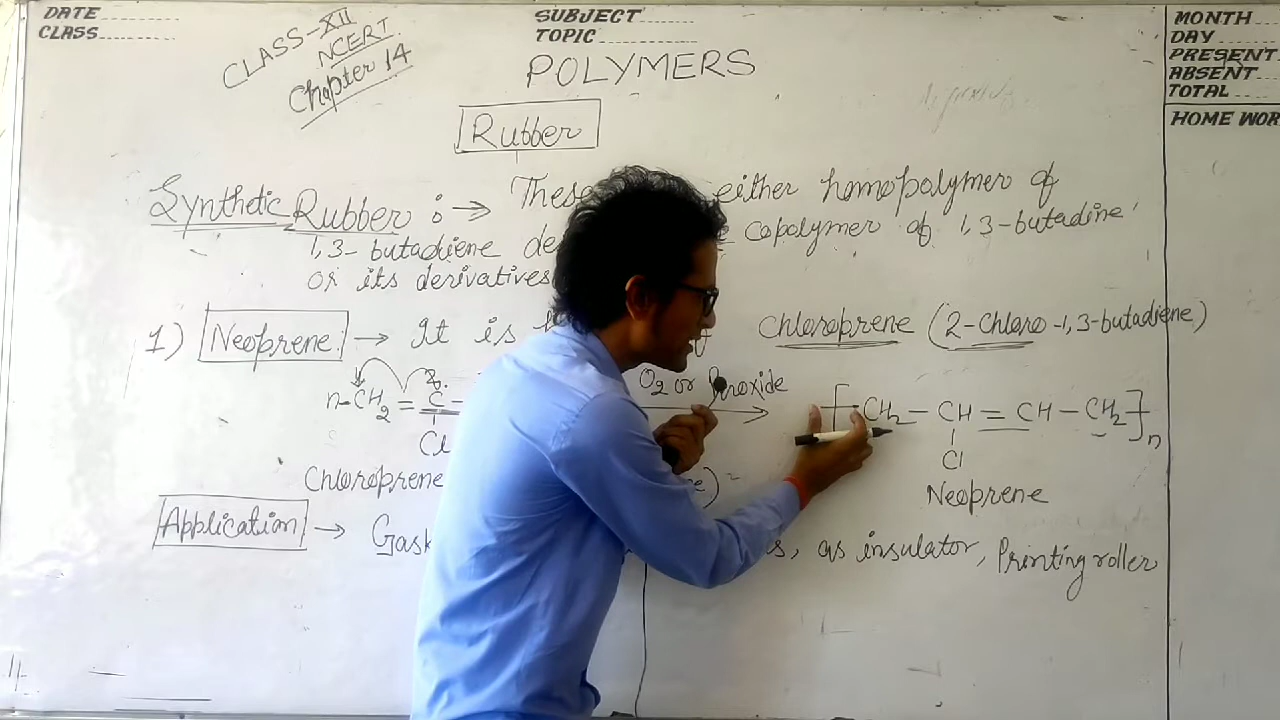 DATE
CLASS
CLASS-XII
NCERT
Chapter 14
SUBJECT
TOPIC
POLYMERS
MONTH
DAY
PRESENT
ABSENT
TOTAL
HOME WOR
Rubber
Synthetic Rubber : → These either homopolymer of
1,3-butadiene de copolymer of 1,3-butadine
or its derivatives
1) Neoprene → It is of Chloroprene (2-Chloro-1,3-butadiene)
n-CH2 = C - O2 or Peroxide → [CH2 - CH = CH - CH2]n
Cl Cl
Chloroprene Neoprene
Application → Gask s, as insulator, Printing roller